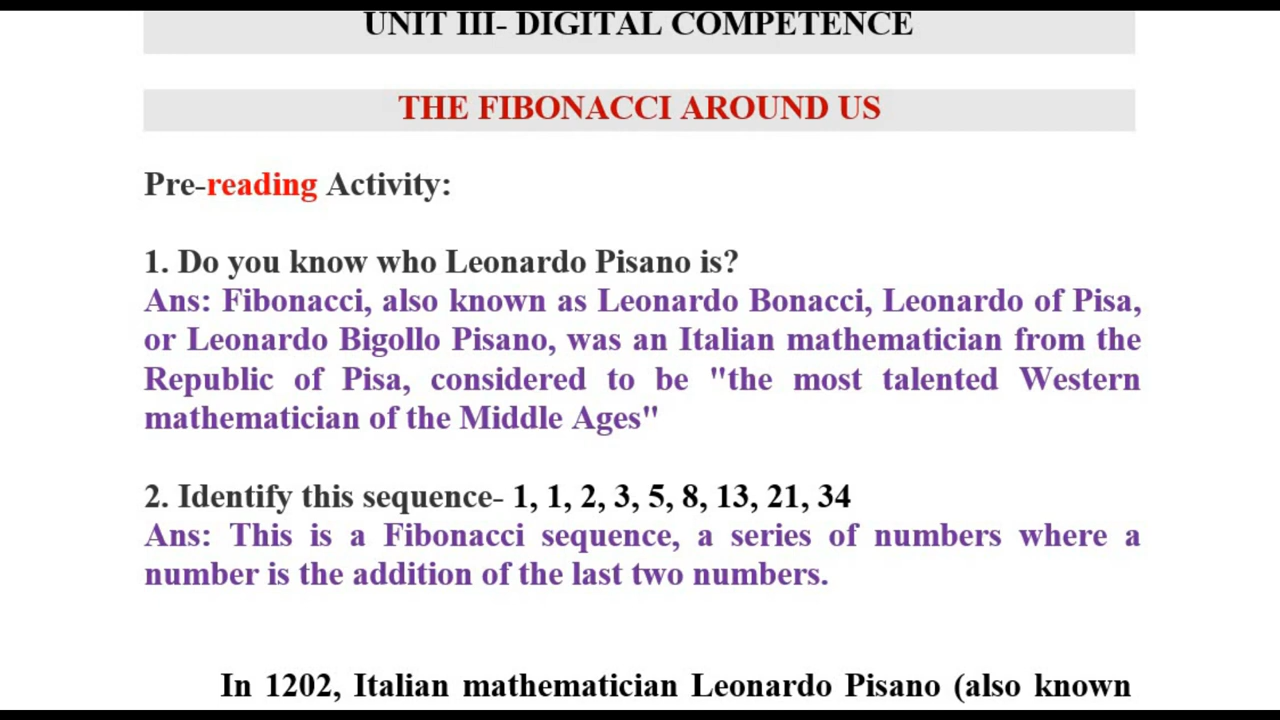 UNIT III- DIGITAL COMPETENCE
THE FIBONACCI AROUND US
Pre-reading Activity:
1. Do you know who Leonardo Pisano is?
Ans: Fibonacci, also known as Leonardo Bonacci, Leonardo of Pisa,
or Leonardo Bigollo Pisano, was an Italian mathematician from the
Republic of Pisa, considered to be "the most talented Western
mathematician of the Middle Ages"
2. Identify this sequence- 1, 1, 2, 3, 5, 8, 13, 21, 34
Ans: This is a Fibonacci sequence, a series of numbers where a
number is the addition of the last two numbers.
In 1202, Italian mathematician Leonardo Pisano (also known